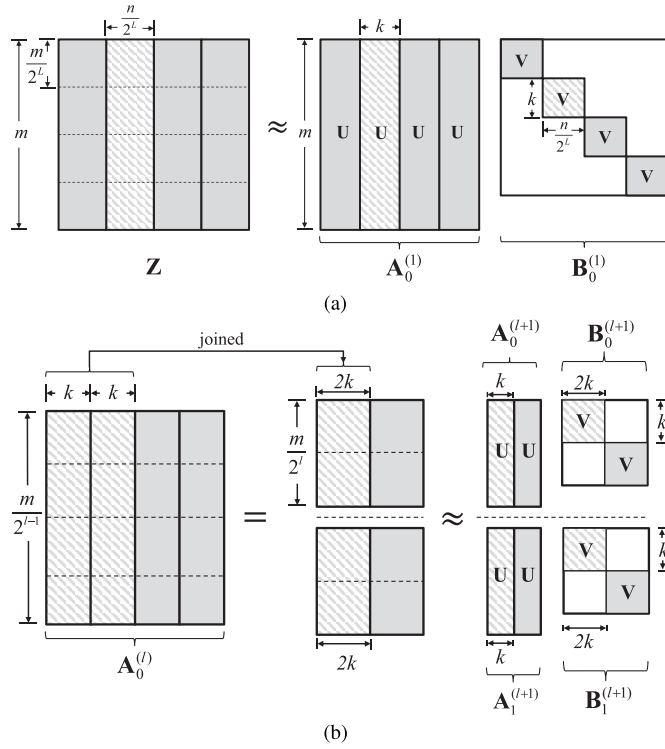 n/2^L k
m/2^L
m ≈ m U U U U V k V n/2^L V V
Z A_0^(1) B_0^(1)
(a)
joined A_0^(l+1) B_0^(l+1)
k k 2k k 2k
m/2^l U U V V k
m/2^(l-1) = ≈
U U V V k
A_0^(l) 2k k 2k
A_1^(l+1) B_1^(l+1)
(b)